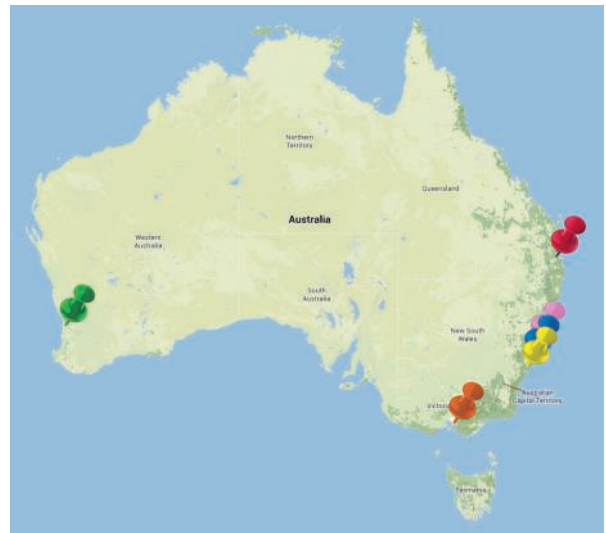 Northern
Territory
Queensland
Australia
Western
Australia
South
Australia
New South
Wales
Australian
Capital Territory
Victoria
Tasmania